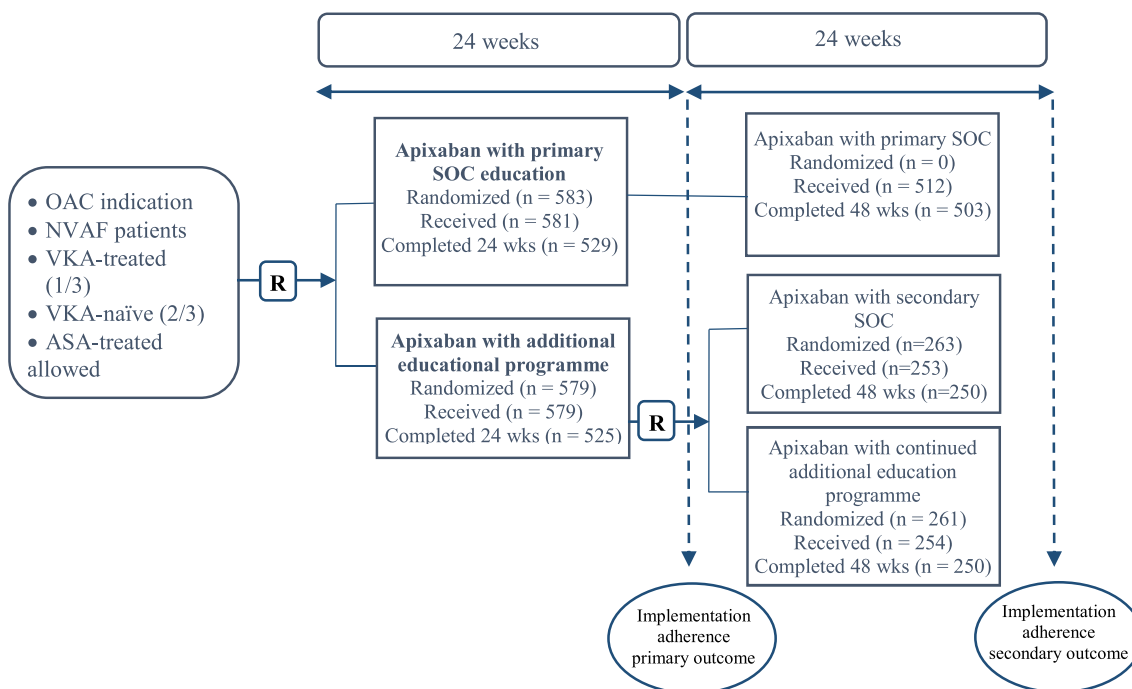 24 weeks
24 weeks
• OAC indication
• NVAF patients
• VKA-treated
(1/3)
• VKA-naïve (2/3)
• ASA-treated
allowed
R
Apixaban with primary
SOC education
Randomized (n = 583)
Received (n = 581)
Completed 24 wks (n = 529)
Apixaban with additional
educational programme
Randomized (n = 579)
Received (n = 579)
Completed 24 wks (n = 525)
R
Apixaban with primary SOC
Randomized (n = 0)
Received (n = 512)
Completed 48 wks (n = 503)
Apixaban with secondary
SOC
Randomized (n=263)
Received (n=253)
Completed 48 wks (n=250)
Apixaban with continued
additional education
programme
Randomized (n = 261)
Received (n = 254)
Completed 48 wks (n = 250)
Implementation
adherence
primary outcome
Implementation
adherence
secondary outcome